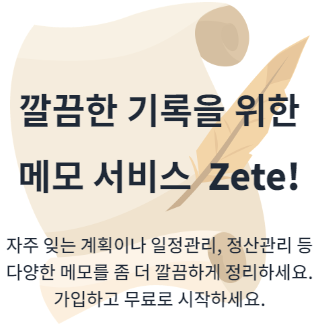 깔끔한 기록을 위한
메모 서비스 Zete!
자주 잊는 계획이나 일정관리, 정산관리 등
다양한 메모를 좀 더 깔끔하게 정리하세요.
가입하고 무료로 시작하세요.